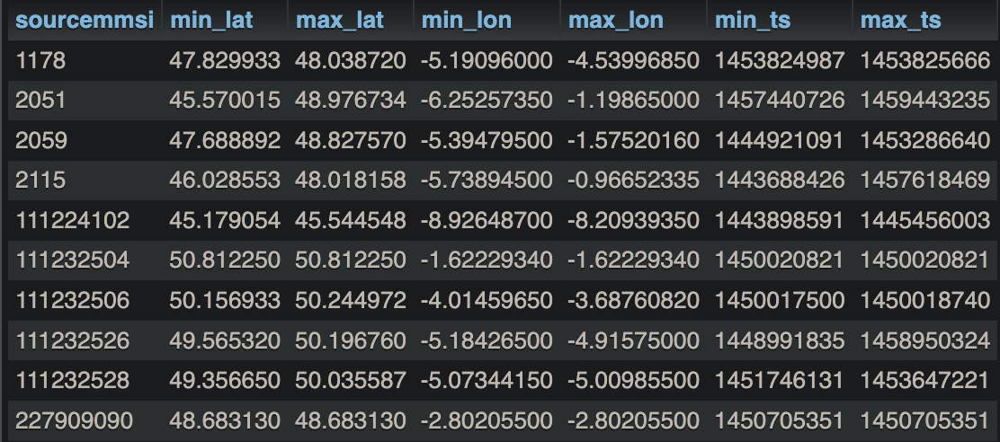 sourcemmsi min_lat max_lat min_lon max_lon min_ts max_ts
1178 47.829933 48.038720 -5.19096000 -4.53996850 1453824987 1453825666
2051 45.570015 48.976734 -6.25257350 -1.19865000 1457440726 1459443235
2059 47.688892 48.827570 -5.39479500 -1.57520160 1444921091 1453286640
2115 46.028553 48.018158 -5.73894500 -0.96652335 1443688426 1457618469
111224102 45.179054 45.544548 -8.92648700 -8.20939350 1443898591 1445456003
111232504 50.812250 50.812250 -1.62229340 -1.62229340 1450020821 1450020821
111232506 50.156933 50.244972 -4.01459650 -3.68760820 1450017500 1450018740
111232526 49.565320 50.196760 -5.18426500 -4.91575000 1448991835 1458950324
111232528 49.356650 50.035587 -5.07344150 -5.00985500 1451746131 1453647221
227909090 48.683130 48.683130 -2.80205500 -2.80205500 1450705351 1450705351